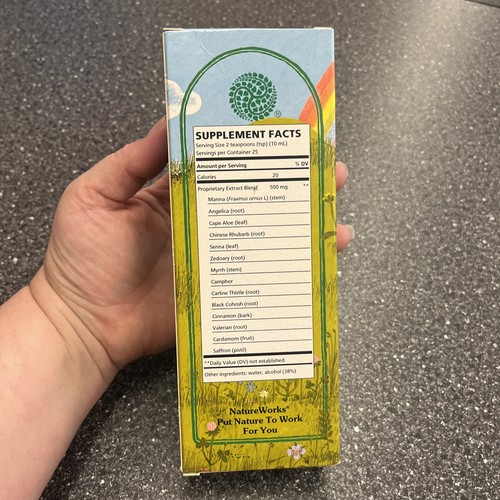 ®
SUPPLEMENT FACTS
Serving Size 2 teaspoons (tsp) (10 mL)
Servings per Container 25
Amount per Serving % DV
Calories 20
Proprietary Extract Blend 500 mg **
Manna (Fraxinus ornus L) (stem)
Angelica (root)
Cape Aloe (leaf)
Chinese Rhubarb (root)
Senna (leaf)
Zedoary (root)
Myrrh (stem)
Camphor
Carline Thistle (root)
Black Cohosh (root)
Cinnamon (bark)
Valerian (root)
Cardamom (fruit)
Saffron (pistil)
**Daily Value (DV) not established.
Other ingredients: water, alcohol (38%)
NatureWorks®
Put Nature To Work
For You